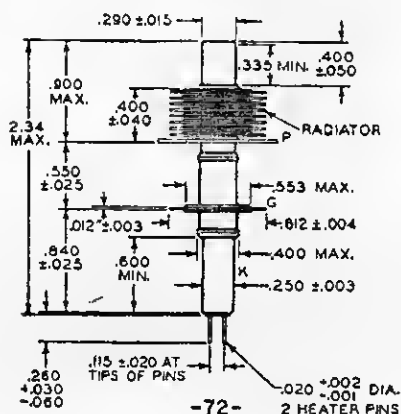 .290 ±.015
.335 MIN.
.400
±.050
.900
MAX.
.400
±.040
RADIATOR
P
2.34
MAX.
.550
±.025
.553 MAX.
G
.012" ±.003
.812 ±.004
.840
±.025
.600
MIN.
.400 MAX.
K
.250 ±.003
.115 ±.020 AT
TIPS OF PINS
.260
+.030
-.060
.020 +.002
-.001 DIA.
2 HEATER PINS
-72-